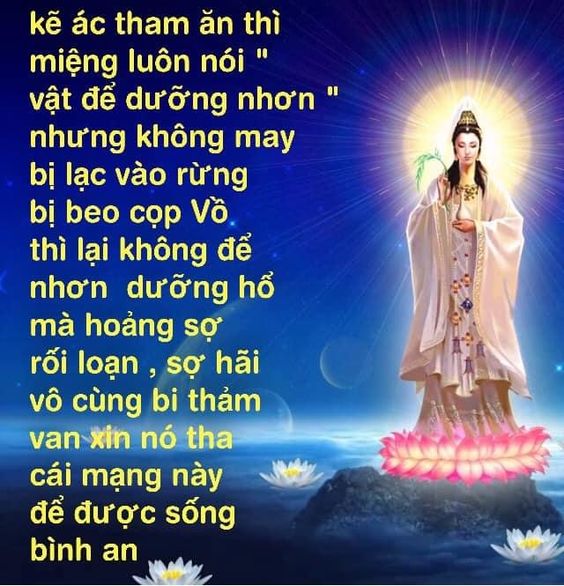 kẽ ác tham ăn thì
miệng luôn nói "
vật để dưỡng nhơn "
nhưng không may
bị lạc vào rừng
bị beo cọp Vồ
thì lại không để
nhơn dưỡng hổ
mà hoảng sợ
rối loạn , sợ hãi
vô cùng bi thảm
van xin nó tha
cái mạng này
để được sống
bình an